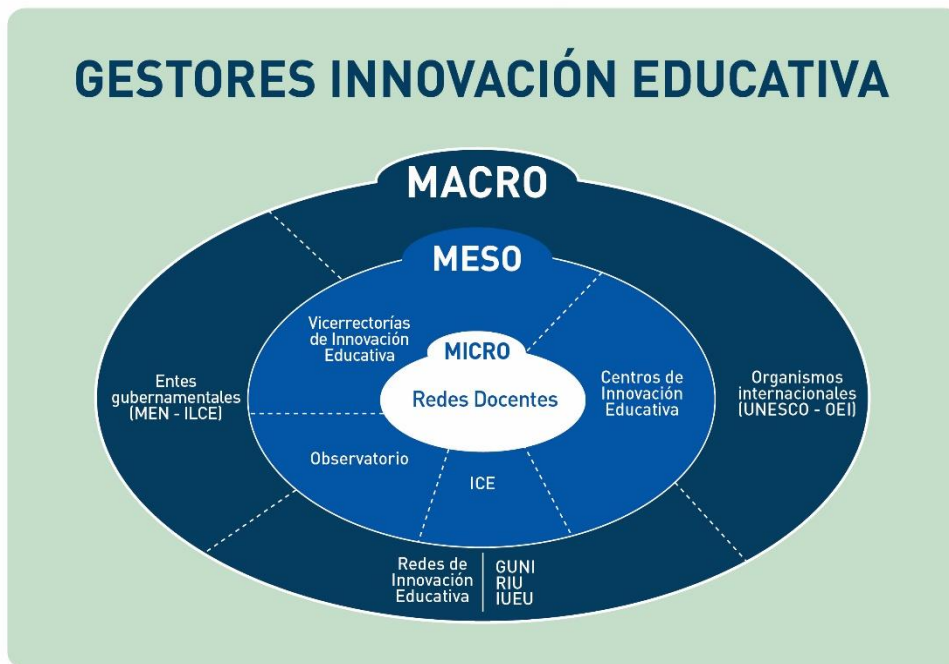 GESTORES INNOVACIÓN EDUCATIVA
MACRO
MESO
Vicerrectorías
de Innovación
Educativa
MICRO
Redes Docentes
Centros de
Innovación
Educativa
Entes
gubernamentales
(MEN - ILCE)
Organismos
internacionales
(UNESCO - OEI)
Observatorio
ICE
Redes de
Innovación
Educativa
GUNI
RIU
IUEU